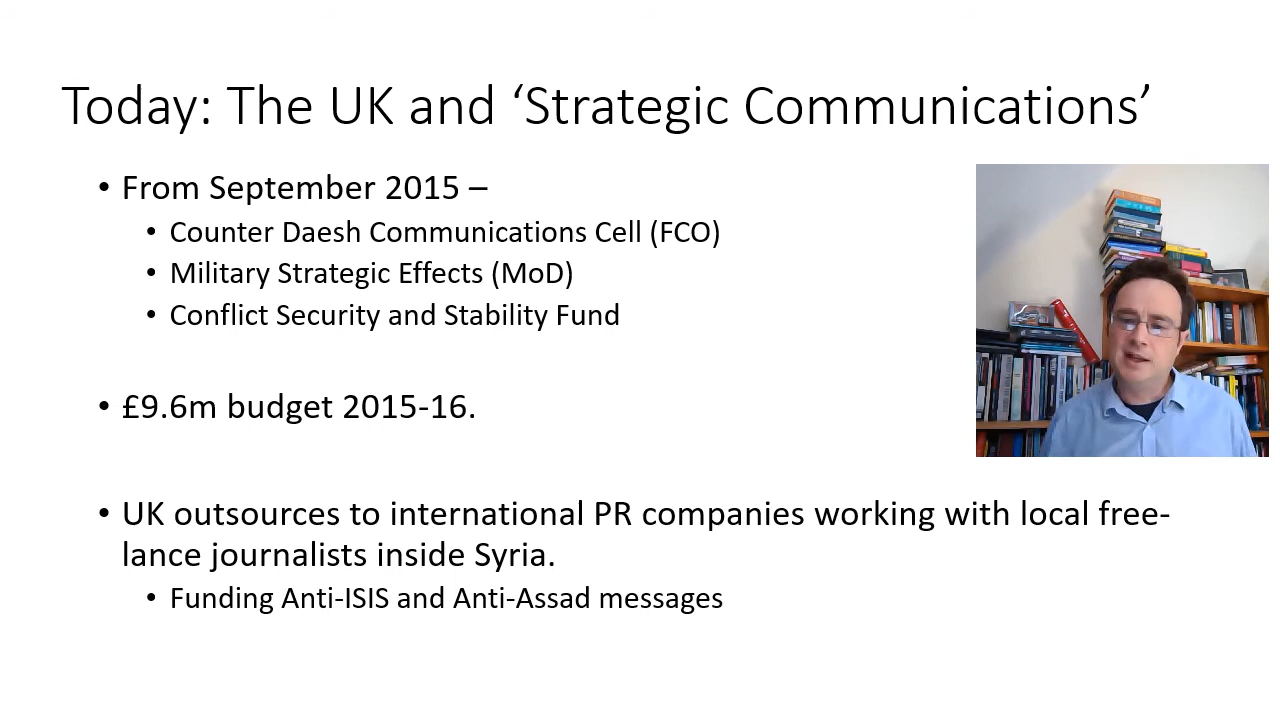 Today: The UK and ‘Strategic Communications’
• From September 2015 –
• Counter Daesh Communications Cell (FCO)
• Military Strategic Effects (MoD)
• Conflict Security and Stability Fund
• £9.6m budget 2015-16.
• UK outsources to international PR companies working with local free-
lance journalists inside Syria.
• Funding Anti-ISIS and Anti-Assad messages